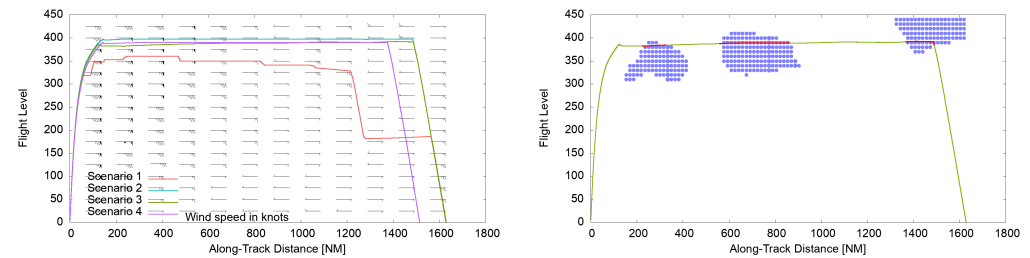 450
400
350
300
250
200
150
100
50
0
Flight Level
0 200 400 600 800 1000 1200 1400 1600 1800
Along-Track Distance [NM]
Scenario 1
Scenario 2
Scenario 3
Scenario 4
Wind speed in knots
450
400
350
300
250
200
150
100
50
0
Flight Level
0 200 400 600 800 1000 1200 1400 1600 1800
Along-Track Distance [NM]